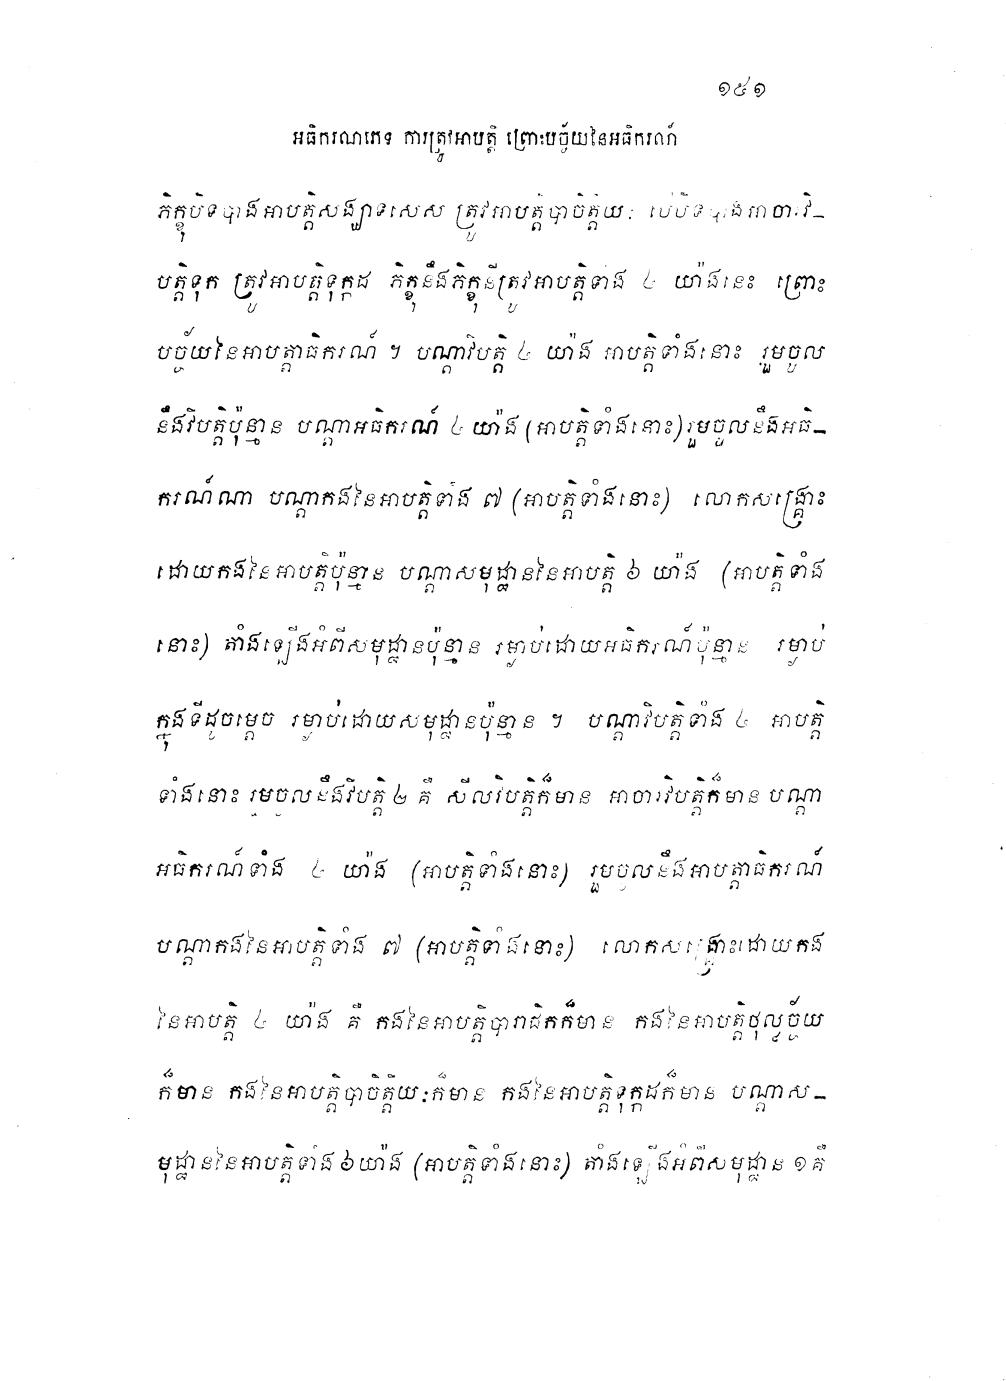 ១៥១
អធិករណភេទ ការត្រូវអាបត្តិ ព្រោះបច្ច័យនៃអធិករណ៍
ភិក្ខុបិទបាំងអាបត្តិសង្ឃាទិសេស ត្រូវអាបត្តិបាចិត្តិយៈ បើបិទបាំងអាចារវិ–
បត្តិទុក ត្រូវអាបត្តិទុក្កដ ភិក្ខុនឹងភិក្ខុនីត្រូវអាបត្តិទាំង ៤ យ៉ាងនេះ ព្រោះ
បច្ច័យនៃអាបត្តាធិករណ៍ ។ បណ្តាវិបត្តិ ៤ យ៉ាង អាបត្តិទាំងនោះ រួមចូល
នឹងវិបត្តិប៉ុន្មាន បណ្តាអធិករណ៍ ៤ យ៉ាង (អាបត្តិទាំងនោះ) រួមចូលនឹងអធិ–
ករណ៍ណា បណ្តាកងនៃអាបត្តិទាំង ៧ (អាបត្តិទាំងនោះ) លោកសង្គ្រោះ
ដោយកងនៃអាបត្តិប៉ុន្មាន បណ្តាសមុដ្ឋាននៃអាបត្តិ ៦ យ៉ាង (អាបត្តិទាំង
នោះ) តាំងឡើងអំពីសមុដ្ឋានប៉ុន្មាន រម្ងាប់ដោយអធិករណ៍ប៉ុន្មាន រម្ងាប់
ក្នុងទីដូចម្តេច រម្ងាប់ដោយសមុដ្ឋានប៉ុន្មាន ។ បណ្តាវិបត្តិទាំង ៤ អាបត្តិ
ទាំងនោះ រួមចូលនឹងវិបត្តិ ២ គឺ សីលវិបត្តិក៏មាន អាចារវិបត្តិក៏មាន បណ្តា
អធិករណ៍ទាំង ៤ យ៉ាង (អាបត្តិទាំងនោះ) រួមចូលនឹងអាបត្តាធិករណ៍
បណ្តាកងនៃអាបត្តិទាំង ៧ (អាបត្តិទាំងនោះ) លោកសង្គ្រោះដោយកង
នៃអាបត្តិ ៤ យ៉ាង គឺ កងនៃអាបត្តិបារាជិកក៏មាន កងនៃអាបត្តិថុល្លច្ច័យ
ក៏មាន កងនៃអាបត្តិបាចិត្តិយៈក៏មាន កងនៃអាបត្តិទុក្កដក៏មាន បណ្តាស–
មុដ្ឋាននៃអាបត្តិទាំង ៦ យ៉ាង (អាបត្តិទាំងនោះ) តាំងឡើងអំពីសមុដ្ឋាន ១ គឺ